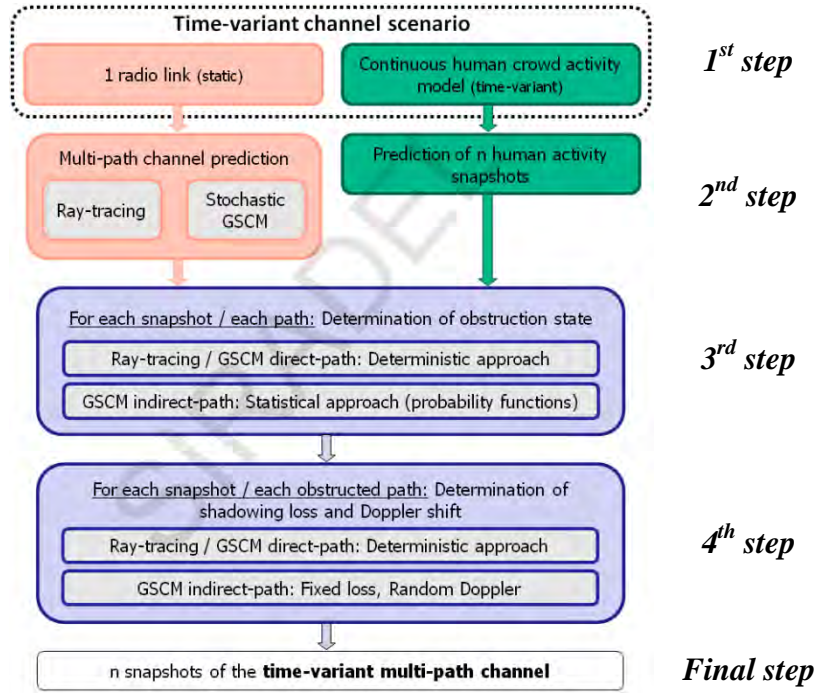 Time-variant channel scenario
1 radio link (static)
Continuous human crowd activity
model (time-variant)
1st step
Multi-path channel prediction
Ray-tracing
Stochastic
GSCM
Prediction of n human activity
snapshots
2nd step
For each snapshot / each path: Determination of obstruction state
Ray-tracing / GSCM direct-path: Deterministic approach
GSCM indirect-path: Statistical approach (probability functions)
3rd step
For each snapshot / each obstructed path: Determination of
shadowing loss and Doppler shift
Ray-tracing / GSCM direct-path: Deterministic approach
GSCM indirect-path: Fixed loss, Random Doppler
4th step
n snapshots of the time-variant multi-path channel
Final step
SIRADEL